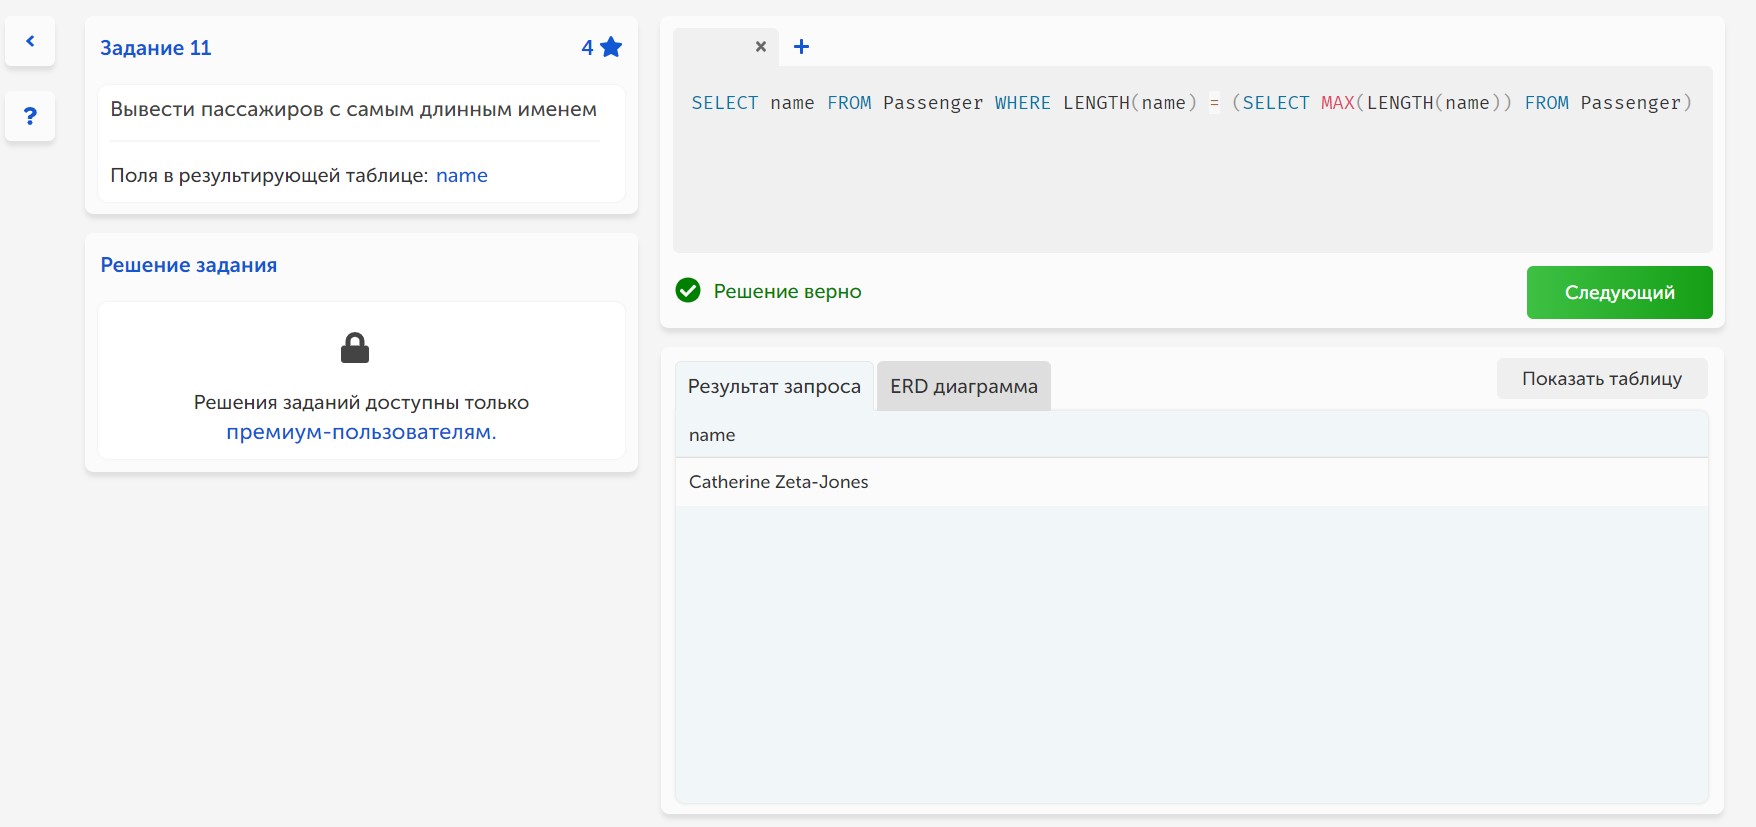 Задание 11
4
Вывести пассажиров с самым длинным именем
Поля в результирующей таблице: name
Решение задания
Решения заданий доступны только
премиум-пользователям.
SELECT name FROM Passenger WHERE LENGTH(name) = (SELECT MAX(LENGTH(name)) FROM Passenger)
Решение верно
Следующий
Результат запроса
ERD диаграмма
Показать таблицу
name
Catherine Zeta-Jones